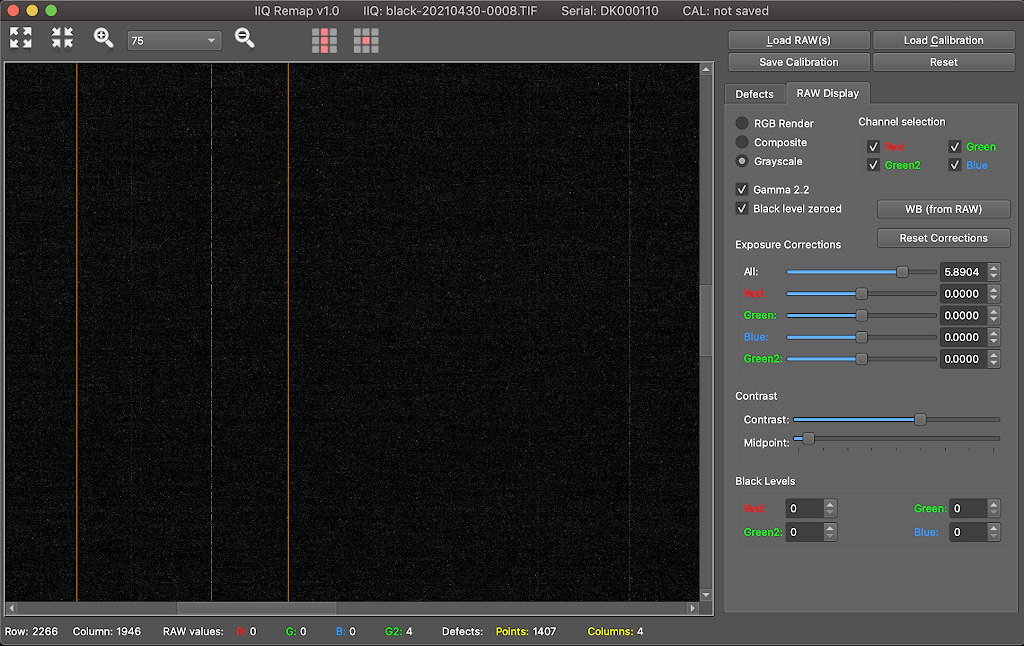 IIQ Remap v1.0 IIQ: black-20210430-0008.TIF Serial: DK000110 CAL: not saved
75
Load RAW(s) Load Calibration
Save Calibration Reset
Defects RAW Display
RGB Render Channel selection
Composite Red Green
Grayscale Green2 Blue
Gamma 2.2
Black level zeroed WB (from RAW)
Reset Corrections
Exposure Corrections
All: 5.8904
Red: 0.0000
Green: 0.0000
Blue: 0.0000
Green2: 0.0000
Contrast
Contrast:
Midpoint:
Black Levels
Red: 0 Green: 0
Green2: 0 Blue: 0
Row: 2266 Column: 1946 RAW values: R: 0 G: 0 B: 0 G2: 4 Defects: Points: 1407 Columns: 4